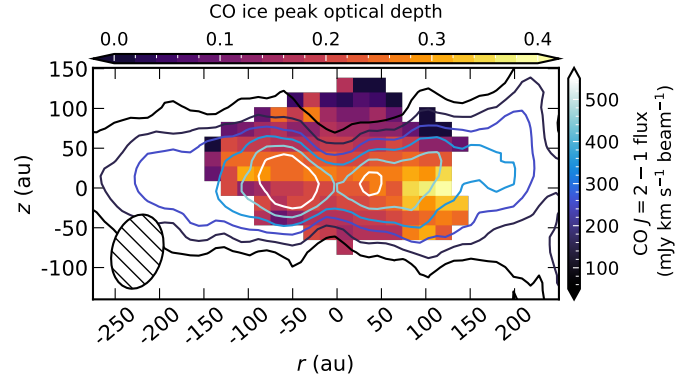 CO ice peak optical depth
0.0 0.1 0.2 0.3 0.4
150
100
50
0
-50
-100
z (au)
-250 -200 -150 -100 -50 0 50 100 150 200
r (au)
500
400
300
200
100
CO J = 2 − 1 flux
(mJy km s⁻¹ beam⁻¹)